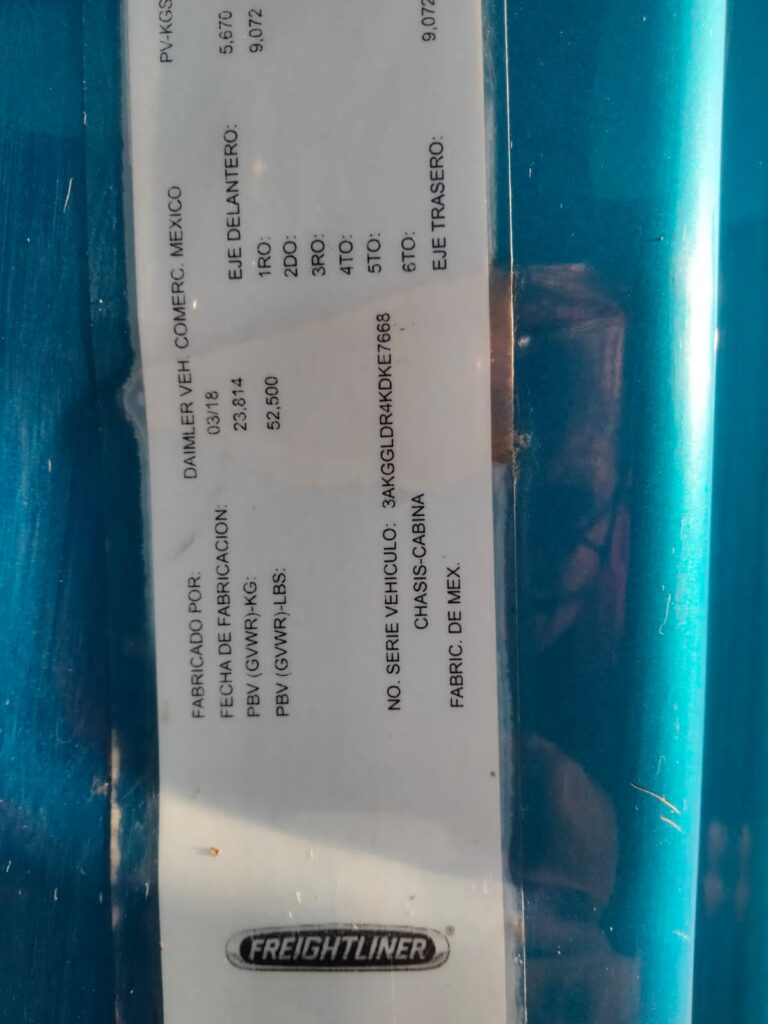 FREIGHTLINER®
FABRICADO POR: DAIMLER VEH. COMERC. MEXICO PV-KGS
FECHA DE FABRICACION: 03/18
PBV (GVWR)-KG: 23,814 EJE DELANTERO: 5,670
PBV (GVWR)-LBS: 52,500 1RO: 9,072
2DO:
3RO:
4TO:
5TO:
NO. SERIE VEHICULO: 3AKGGLDR4KDKE7668 6TO:
CHASIS-CABINA
FABRIC. DE MEX. EJE TRASERO: 9,072